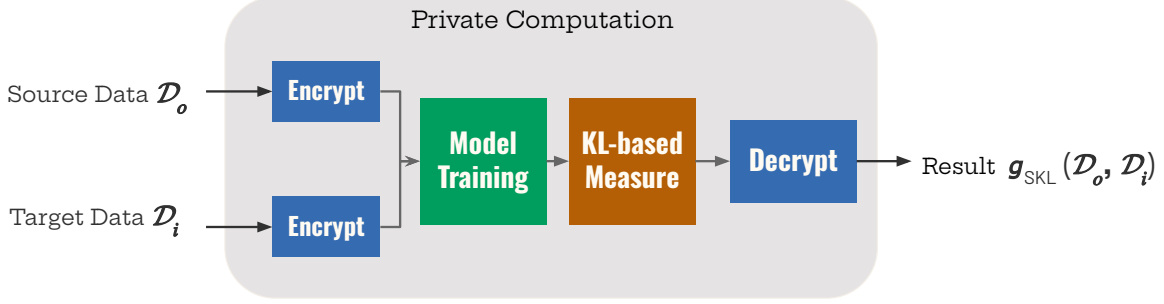 Private Computation
Source Data 𝒟ₒ
Encrypt
Target Data 𝒟ᵢ
Encrypt
Model
Training
KL-based
Measure
Decrypt
Result g_SKL (𝒟ₒ, 𝒟ᵢ)